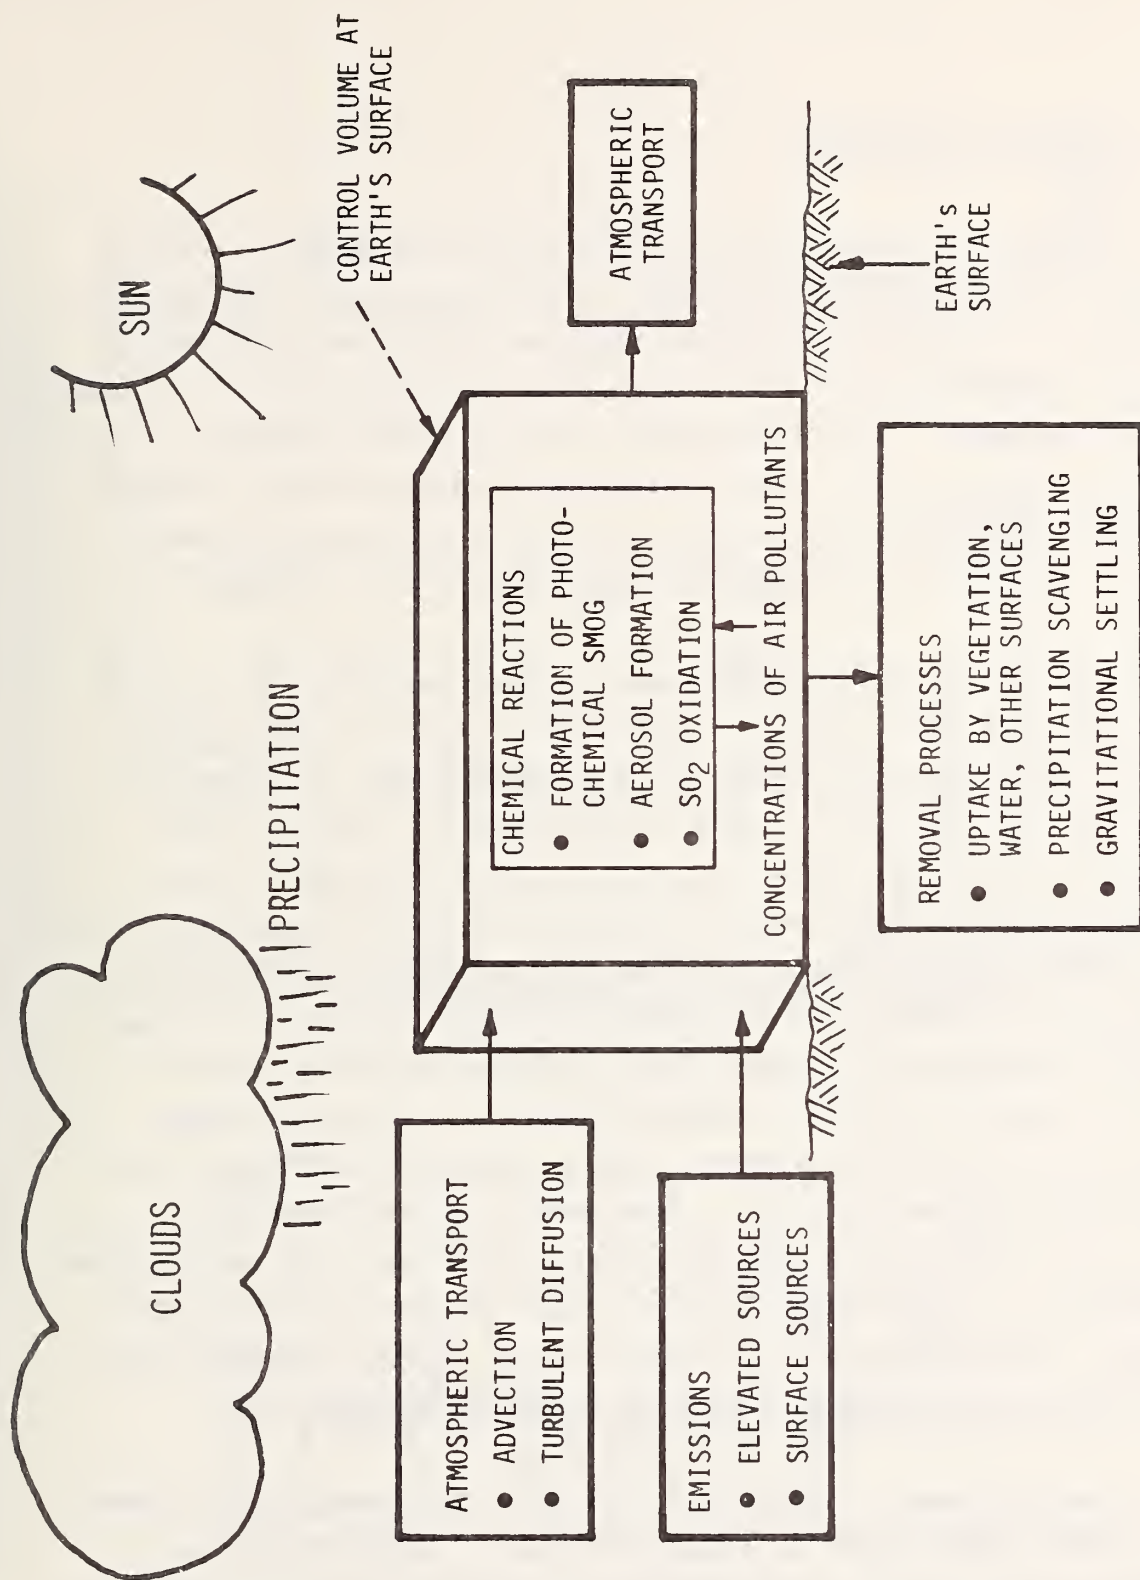 CLOUDS
PRECIPITATION
SUN
CONTROL VOLUME AT
EARTH'S SURFACE
ATMOSPHERIC TRANSPORT
● ADVECTION
● TURBULENT DIFFUSION
EMISSIONS
● ELEVATED SOURCES
● SURFACE SOURCES
CHEMICAL REACTIONS
● FORMATION OF PHOTO-
CHEMICAL SMOG
● AEROSOL FORMATION
● SO2 OXIDATION
CONCENTRATIONS OF AIR POLLUTANTS
ATMOSPHERIC
TRANSPORT
EARTH's
SURFACE
REMOVAL PROCESSES
● UPTAKE BY VEGETATION,
WATER, OTHER SURFACES
● PRECIPITATION SCAVENGING
● GRAVITATIONAL SETTLING